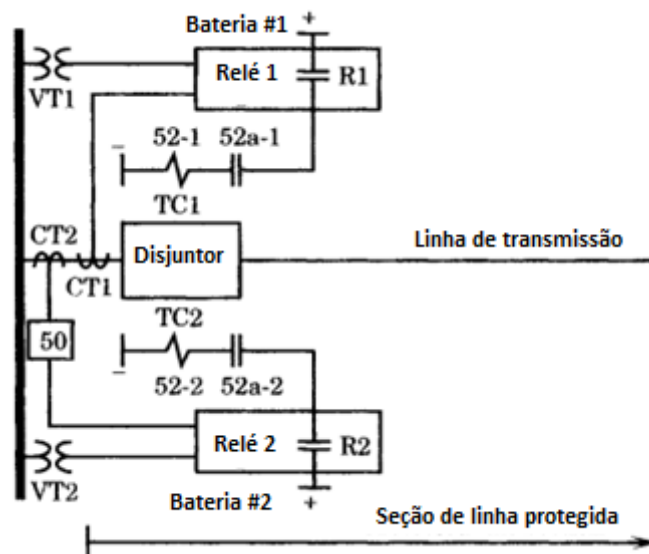 Bateria #1
+
Relé 1
R1
VT1
52-1
52a-1
–
TC1
CT2
CT1
Disjuntor
Linha de transmissão
50
TC2
–
52-2
52a-2
Relé 2
R2
VT2
Bateria #2
+
Seção de linha protegida